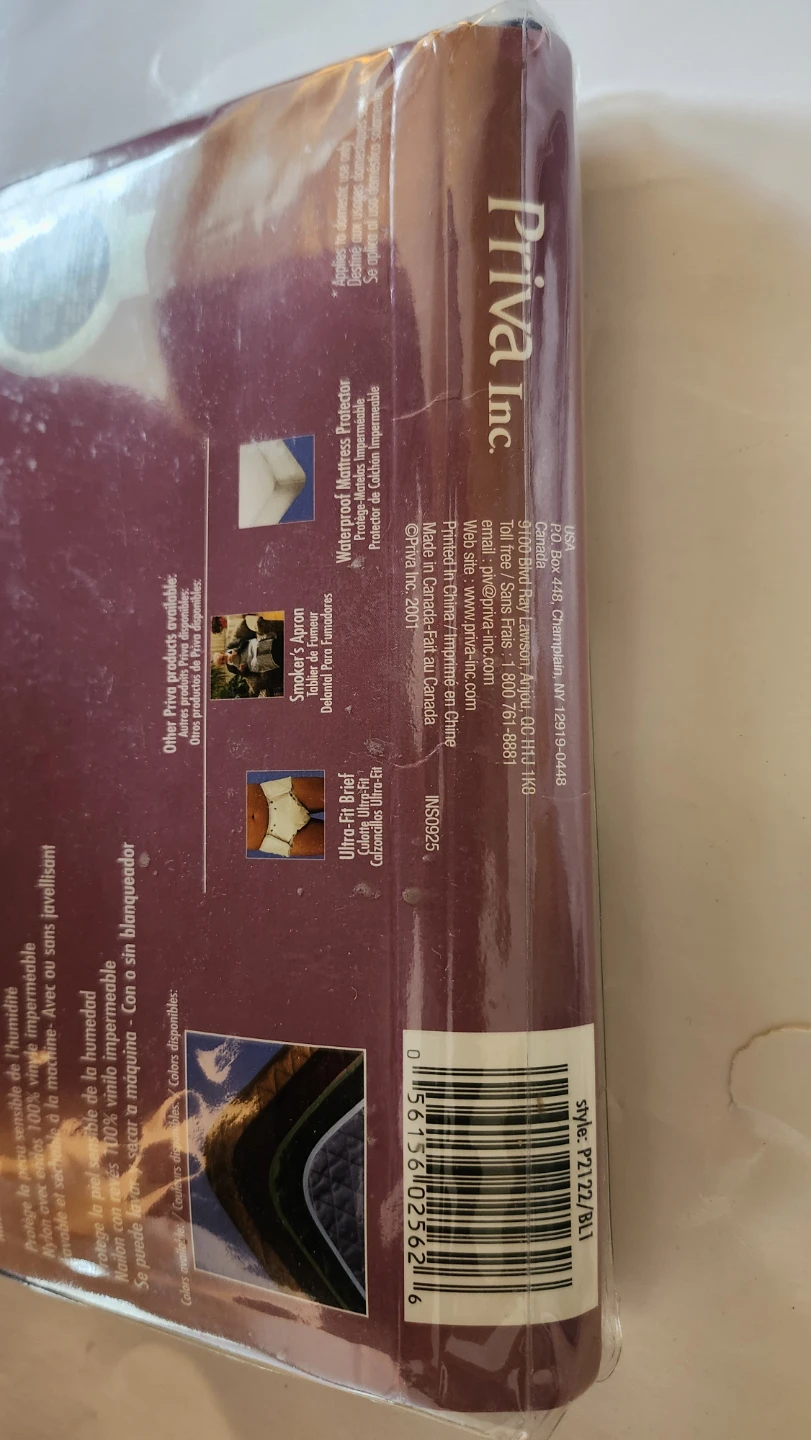 Priva Inc.
USA
P.O. Box 448, Champlain, NY 12919-0448
Canada
9100 Blvd Ray Lawson, Anjou, QC H1J 1K8
Toll free / Sans Frais : 1 800 761-8881
email : piv@priva-inc.com
Web site : www.priva-inc.com
Printed In China / Imprimé en Chine
Made in Canada-Fait au Canada
©Priva Inc. 2001
INS0925
style: P2122/BL1
0 56156 02562 6
Protège la peau sensible de l'humidité
Nylon avec 100% vinyle imperméable
et à la machine- Avec ou sans javellisant
la piel sensible de la humedad
Nailon con 100% vinilo impermeable
Se puede secar a máquina - Con o sin blanqueador
Colors / Couleurs / Colors disponibles:
Other Priva products available:
Autres produits Priva disponibles:
Otros productos de Priva disponibles:
Ultra-Fit Brief
Culotte Ultra-Fit
Calzoncillos Ultra-Fit
Smoker's Apron
Tablier de Fumeur
Delantal Para Fumadores
Waterproof Mattress Protector
Protège-Matelas Imperméable
Protector de Colchón Impermeable
* Applies to domestic use only
Destiné aux usages domestiques
Se aplica al uso doméstico